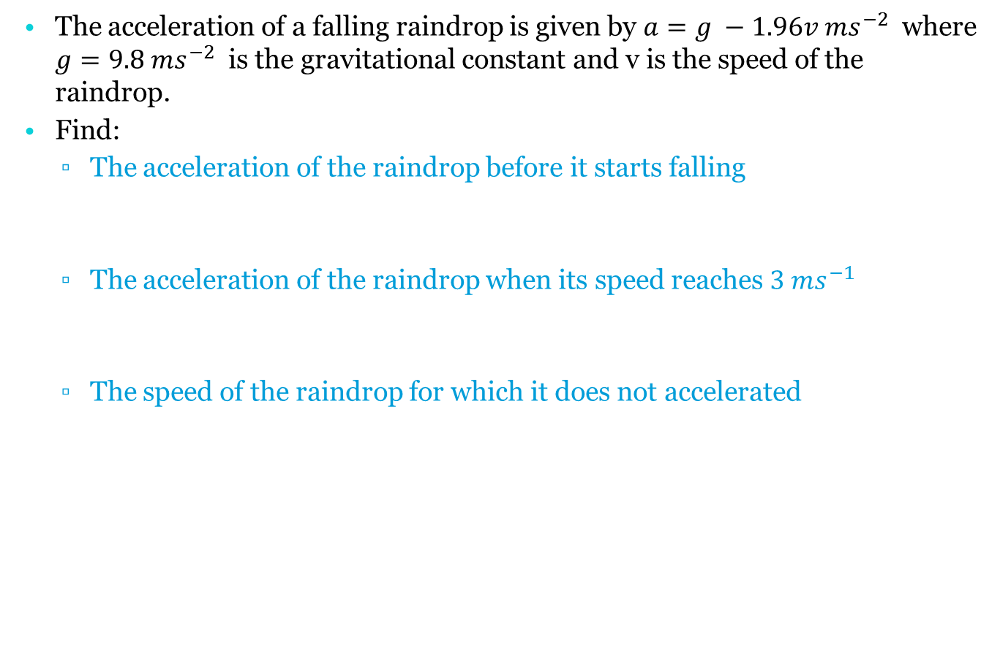 • The acceleration of a falling raindrop is given by a = g − 1.96v ms⁻² where
g = 9.8 ms⁻² is the gravitational constant and v is the speed of the
raindrop.
• Find:
▫ The acceleration of the raindrop before it starts falling
▫ The acceleration of the raindrop when its speed reaches 3 ms⁻¹
▫ The speed of the raindrop for which it does not accelerated